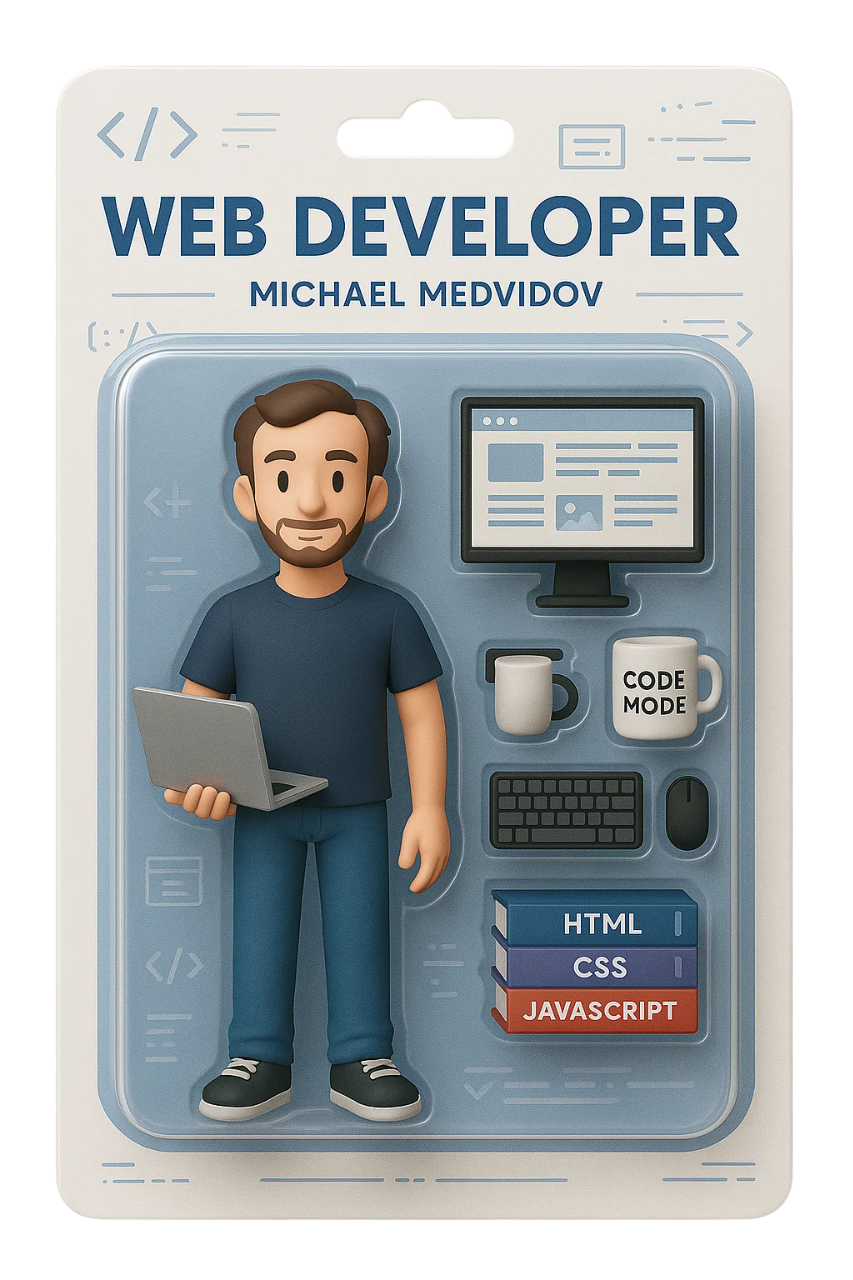 </>
WEB DEVELOPER
MICHAEL MEDVIDOV
CODE
MODE
HTML
CSS
JAVASCRIPT
</>